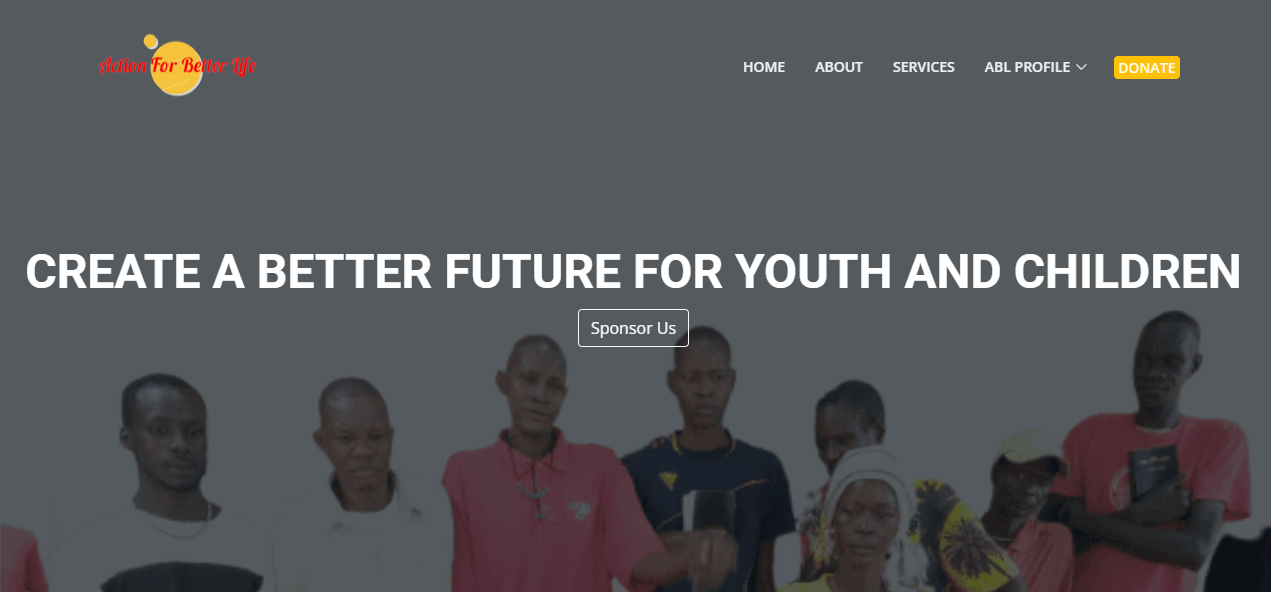 Action For Better Life
HOME
ABOUT
SERVICES
ABL PROFILE
DONATE
CREATE A BETTER FUTURE FOR YOUTH AND CHILDREN
Sponsor Us